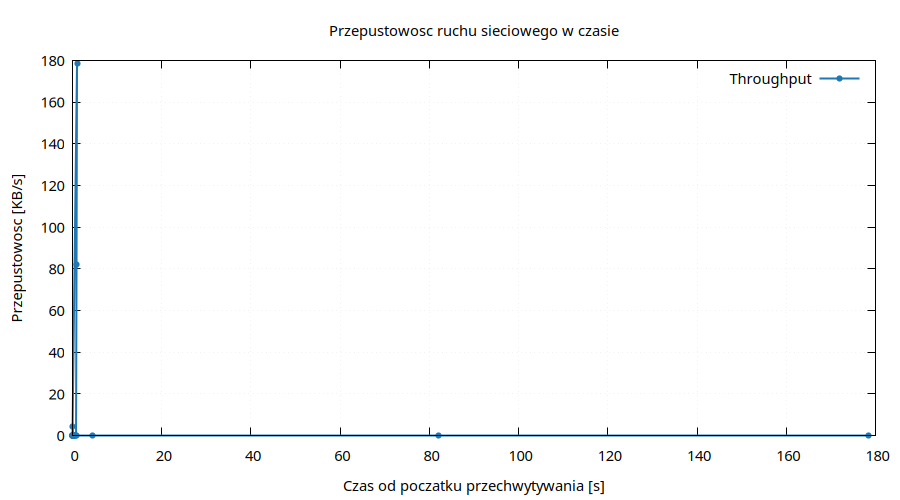 Przepustowosc ruchu sieciowego w czasie
Throughput
180
160
140
120
100
80
60
40
20
0
Przepustowosc [KB/s]
0 20 40 60 80 100 120 140 160 180
Czas od poczatku przechwytywania [s]